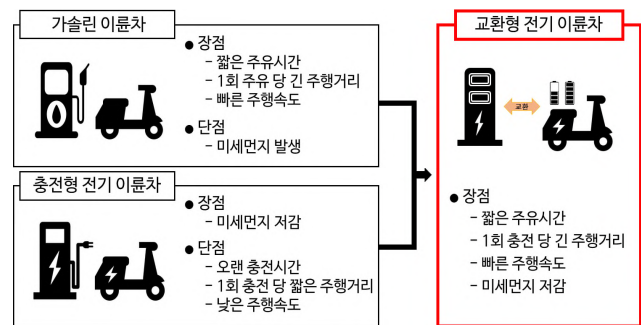 가솔린 이륜차
● 장점
- 짧은 주유시간
- 1회 주유 당 긴 주행거리
- 빠른 주행속도
● 단점
- 미세먼지 발생
충전형 전기 이륜차
● 장점
- 미세먼지 저감
● 단점
- 오랜 충전시간
- 1회 충전 당 짧은 주행거리
- 낮은 주행속도
교환형 전기 이륜차
교환
● 장점
- 짧은 주유시간
- 1회 충전 당 긴 주행거리
- 빠른 주행속도
- 미세먼지 저감